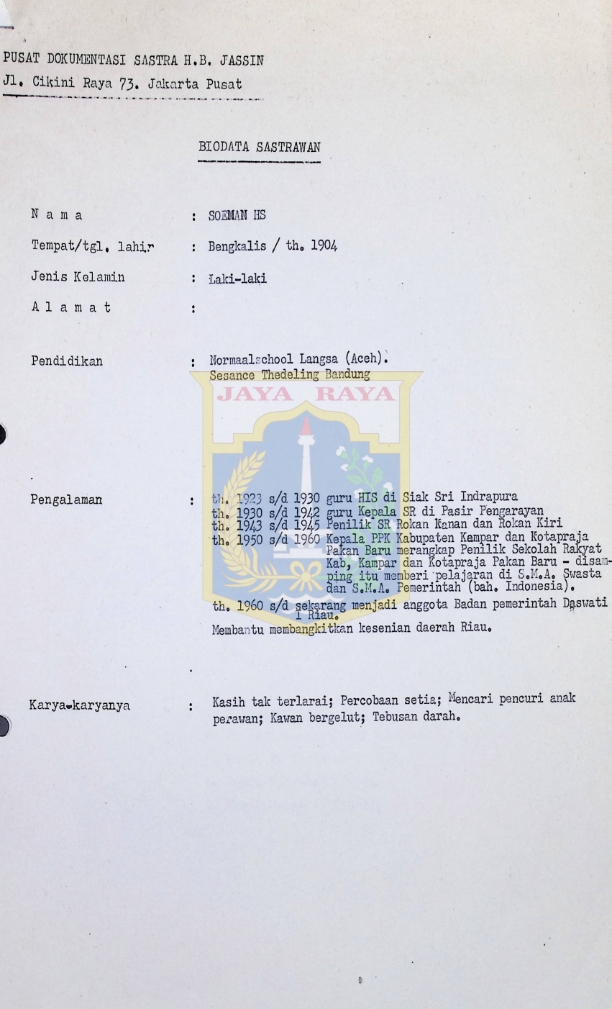 PUSAT DOKUMENTASI SASTRA H.B. JASSIN
Jl. Cikini Raya 73. Jakarta Pusat
BIODATA SASTRAWAN
N a m a : SOEMAN HS
Tempat/tgl. lahir : Bengkalis / th. 1904
Jenis Kelamin : Laki-laki
A l a m a t :
Pendidikan : Normaalschool Langsa (Aceh).
Sesance Thedeling Bandung
JAYA RAYA
Pengalaman : th. 1923 s/d 1930 guru HIS di Siak Sri Indrapura
th. 1930 s/d 1942 guru Kepala SR di Pasir Pengarayan
th. 1943 s/d 1945 Penilik SR Rokan Kanan dan Rokan Kiri
th. 1950 s/d 1960 Kepala PPK Kabupaten Kampar dan Kotapraja
Pakan Baru merangkap Penilik Sekolah Rakyat
Kab, Kampar dan Kotapraja Pakan Baru - disam-
ping itu memberi pelajaran di S.M.A. Swasta
dan S.M.A. Pemerintah (bah. Indonesia).
th. 1960 s/d sekarang menjadi anggota Badan pemerintah Daswati
I Riau.
Membantu membangkitkan kesenian daerah Riau.
Karya-karyanya : Kasih tak terlarai; Percobaan setia; Mencari pencuri anak
perawan; Kawan bergelut; Tebusan darah.